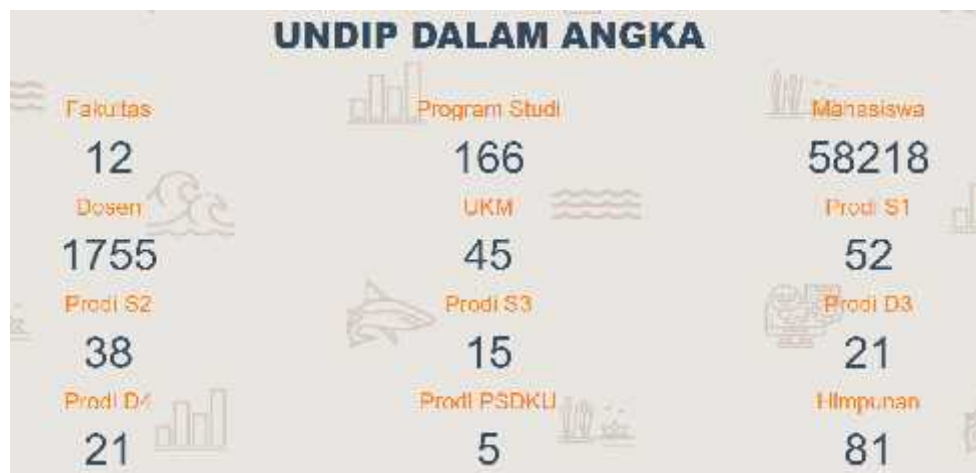 UNDIP DALAM ANGKA
Fakultas Program Studi Mahasiswa
12 166 58218
Dosen UKM Prodi S1
1755 45 52
Prodi S2 Prodi S3 Prodi D3
38 15 21
Prodi D4 Prodi PSDKU Himpunan
21 5 81